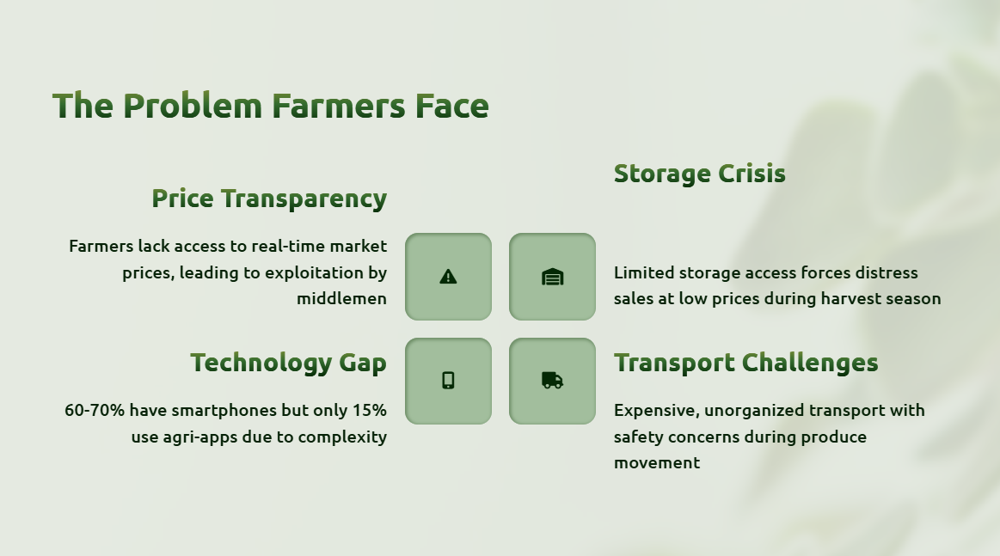 The Problem Farmers Face
Price Transparency
Farmers lack access to real-time market
prices, leading to exploitation by
middlemen
Storage Crisis
Limited storage access forces distress
sales at low prices during harvest season
Technology Gap
60-70% have smartphones but only 15%
use agri-apps due to complexity
Transport Challenges
Expensive, unorganized transport with
safety concerns during produce
movement